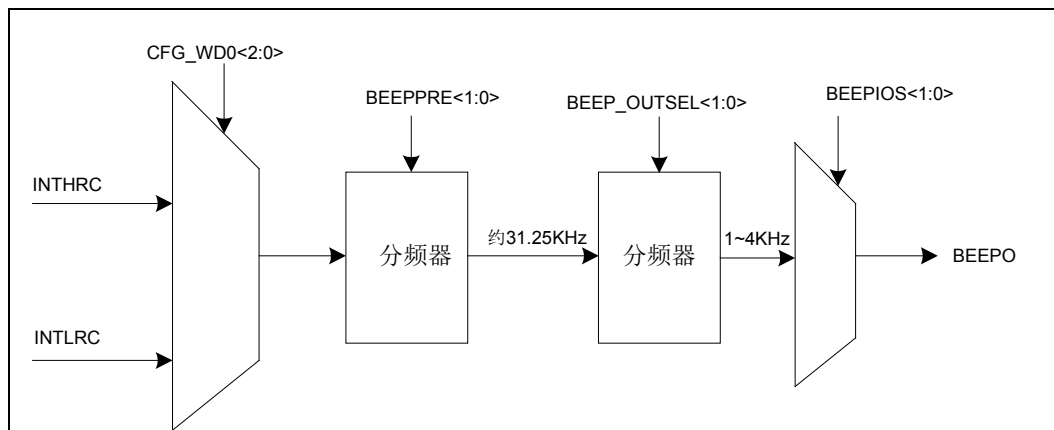 CFG_WD0<2:0>
BEEPPRE<1:0>
BEEP_OUTSEL<1:0>
BEEPIOS<1:0>
INTHRC
分频器
约31.25KHz
分频器
1~4KHz
BEEPO
INTLRC